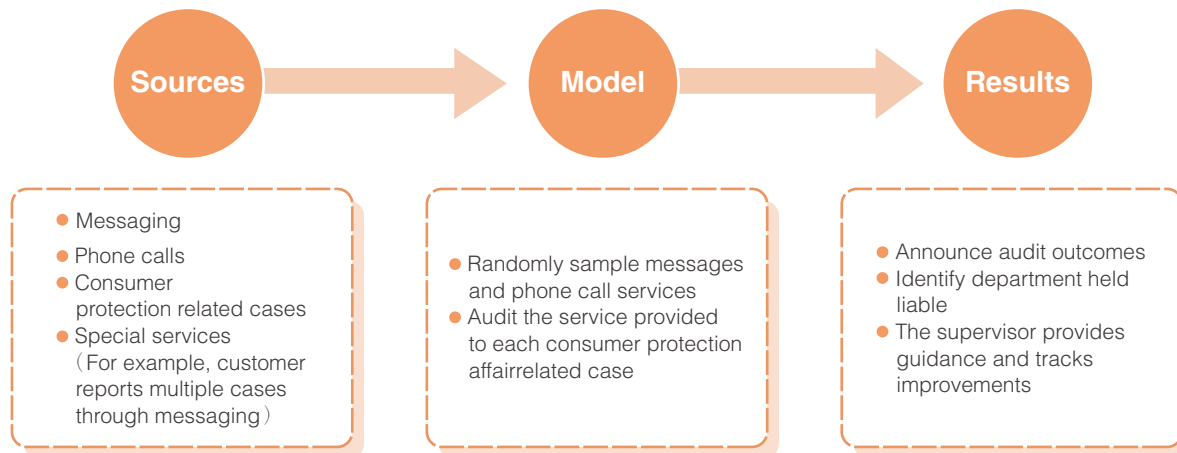 Sources
Model
Results
Messaging
Phone calls
Consumer
protection related cases
Special services
（For example, customer
reports multiple cases
through messaging）
Randomly sample messages
and phone call services
Audit the service provided
to each consumer protection
affairrelated case
Announce audit outcomes
Identify department held
liable
The supervisor provides
guidance and tracks
improvements